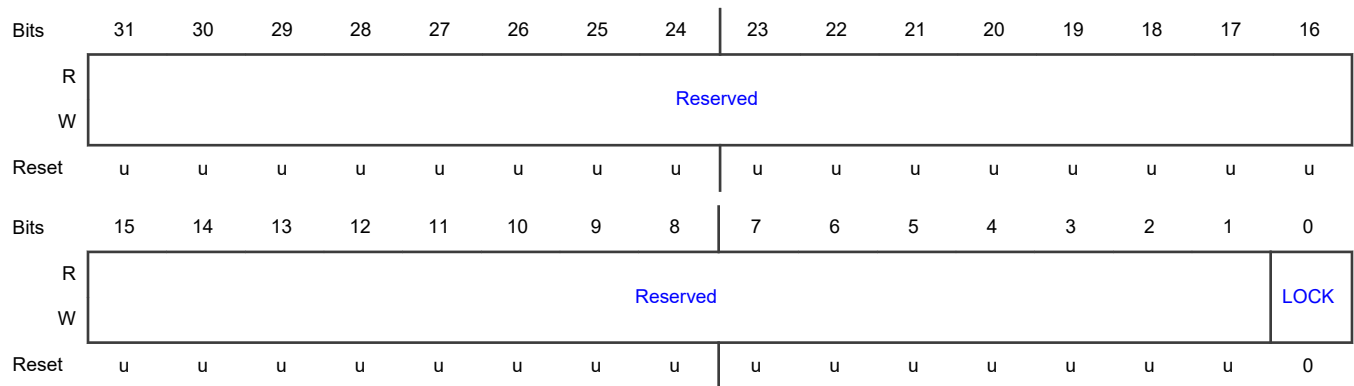 Bits 31 30 29 28 27 26 25 24 23 22 21 20 19 18 17 16
R
Reserved
W
Reset u u u u u u u u u u u u u u u u
Bits 15 14 13 12 11 10 9 8 7 6 5 4 3 2 1 0
R
Reserved LOCK
W
Reset u u u u u u u u u u u u u u u 0